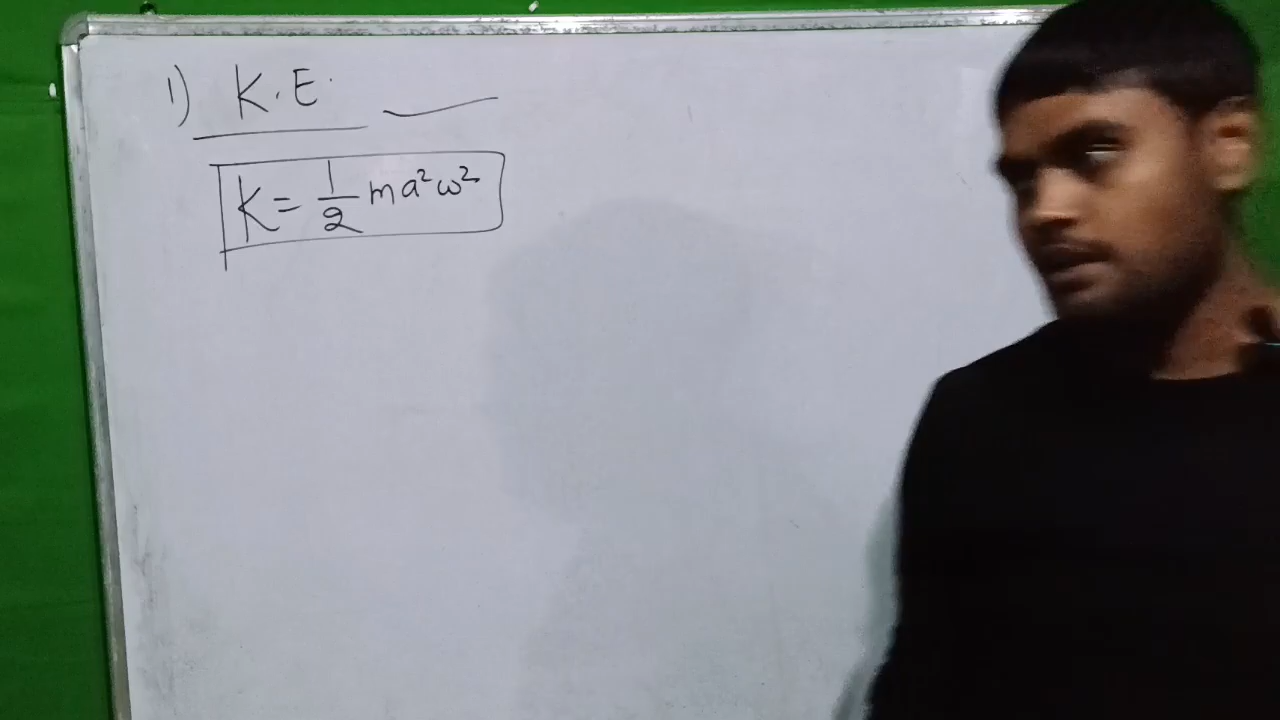 1) K.E.
K = 1/2 ma²ω²